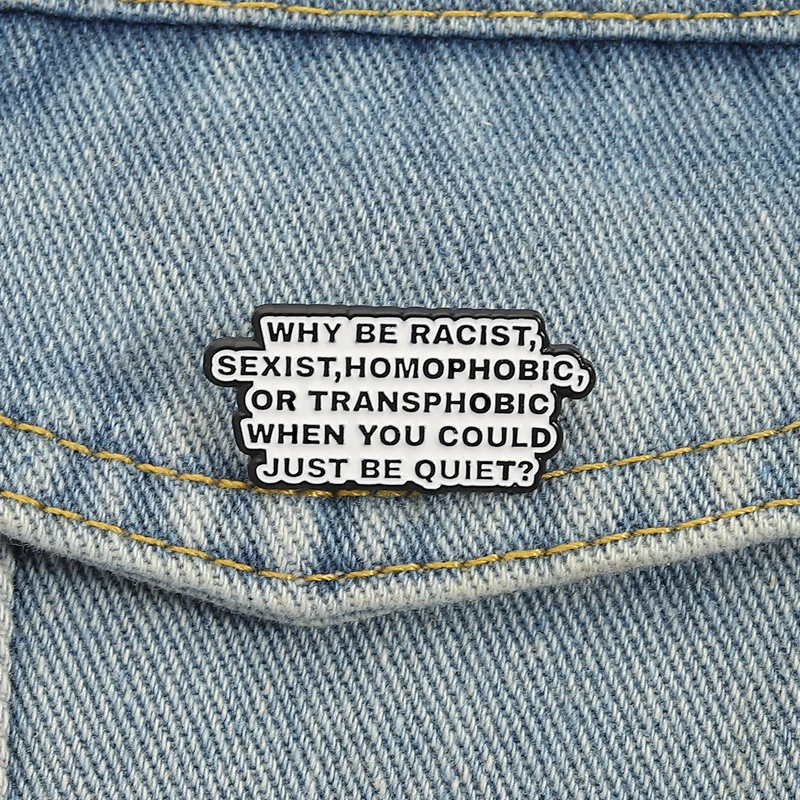 WHY BE RACIST,
SEXIST,HOMOPHOBIC,
OR TRANSPHOBIC
WHEN YOU COULD
JUST BE QUIET?